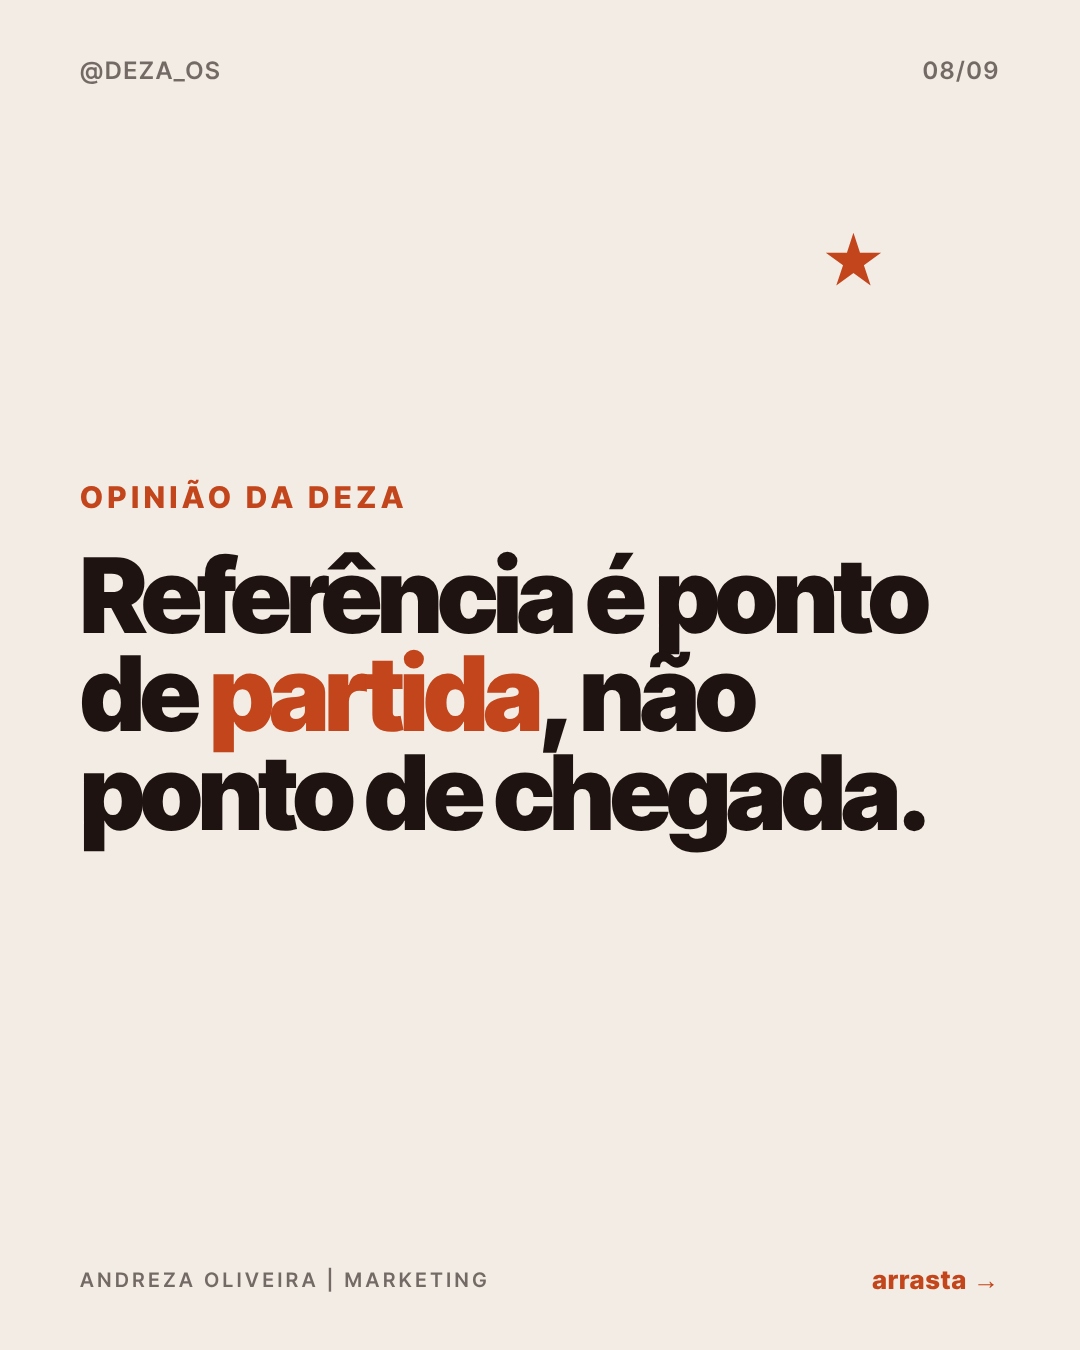 @DEZA_OS
08/09
OPINIÃO DA DEZA
Referência é ponto
de partida, não
ponto de chegada.
ANDREZA OLIVEIRA | MARKETING
arrasta →